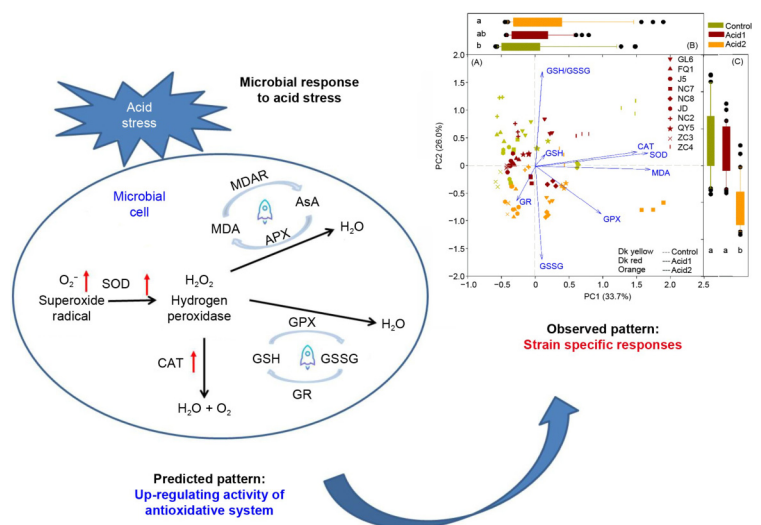 Acid
stress
Microbial response
to acid stress
Microbial
cell
MDAR
AsA
MDA
APX
H₂O
O₂⁻
SOD
H₂O₂
Superoxide
radical
Hydrogen
peroxidase
GPX
H₂O
CAT
GSH
GSSG
GR
H₂O + O₂
Predicted pattern:
Up-regulating activity of
antioxidative system
a
ab
b
Control
Acid1
Acid2
(A)
(B)
(C)
GL6
FQ1
J5
NC7
NC8
JD
NC2
QY5
ZC3
ZC4
2.0
1.5
1.0
0.5
0.0
−0.5
−1.0
−1.5
−2.0
PC2 (26.0%)
GSH/GSSG
GSH
CAT
SOD
MDA
GR
GPX
GSSG
Dk yellow
Dk red
Orange
Control
Acid1
Acid2
−1.0 −0.5 0.0 0.5 1.0 1.5 2.0 2.5
PC1 (33.7%)
a a b
Observed pattern:
Strain specific responses